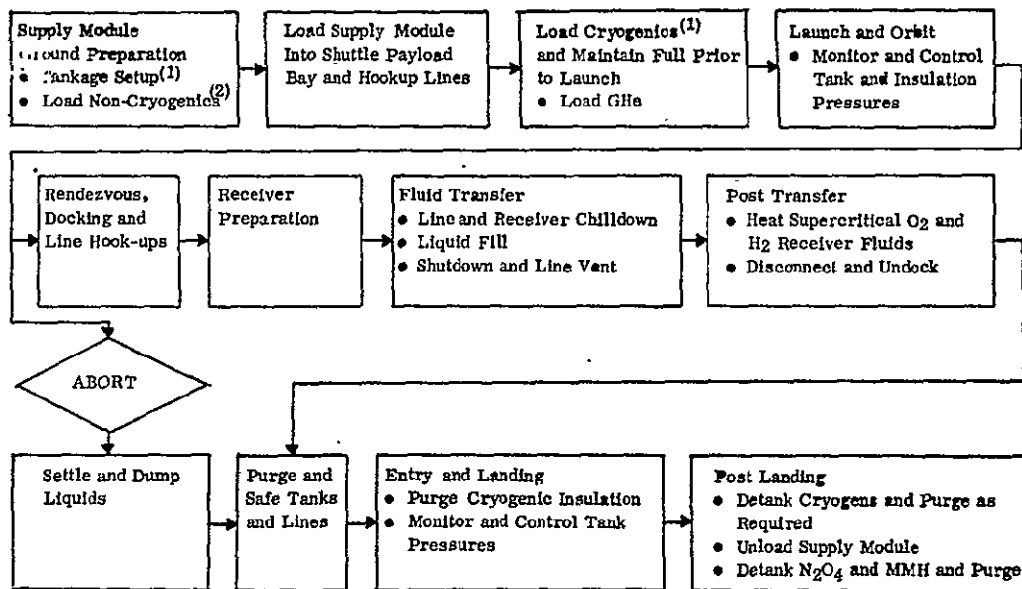 Supply Module
Ground Preparation
● Tankage Setup(1)
● Load Non-Cryogenics(2)
Load Supply Module
Into Shuttle Payload
Bay and Hookup Lines
Load Cryogenics(1)
and Maintain Full Prior
to Launch
● Load GHe
Launch and Orbit
● Monitor and Control
Tank and Insulation
Pressures
Rendezvous,
Docking and
Line Hook-ups
Receiver
Preparation
Fluid Transfer
● Line and Receiver Chilldown
● Liquid Fill
● Shutdown and Line Vent
Post Transfer
● Heat Supercritical O2 and
H2 Receiver Fluids
● Disconnect and Undock
ABORT
Settle and Dump
Liquids
Purge and
Safe Tanks
and Lines
Entry and Landing
● Purge Cryogenic Insulation
● Monitor and Control Tank
Pressures
Post Landing
● Detank Cryogens and Purge as
Required
● Unload Supply Module
● Detank N2O4 and MMH and Purge